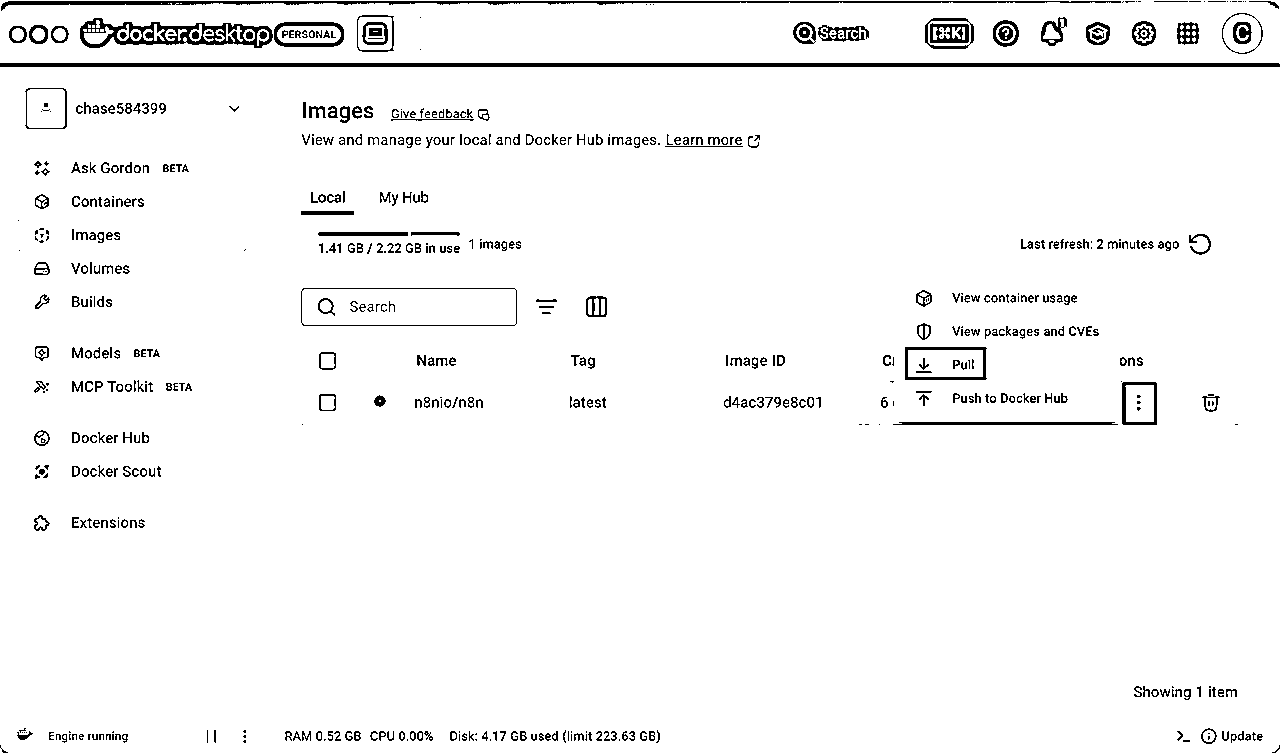 docker.desktop PERSONAL Search ⌘K
C
chase584399
Ask Gordon BETA
Containers
Images
Volumes
Builds
Models BETA
MCP Toolkit BETA
Docker Hub
Docker Scout
Extensions
Images Give feedback
View and manage your local and Docker Hub images. Learn more
Local My Hub
1.41 GB / 2.22 GB in use 1 images
Last refresh: 2 minutes ago
Search
View container usage
View packages and CVEs
Pull
Push to Docker Hub
Name Tag Image ID ons
n8nio/n8n latest d4ac379e8c01 6
Showing 1 item
Engine running RAM 0.52 GB CPU 0.00% Disk: 4.17 GB used (limit 223.63 GB) Update